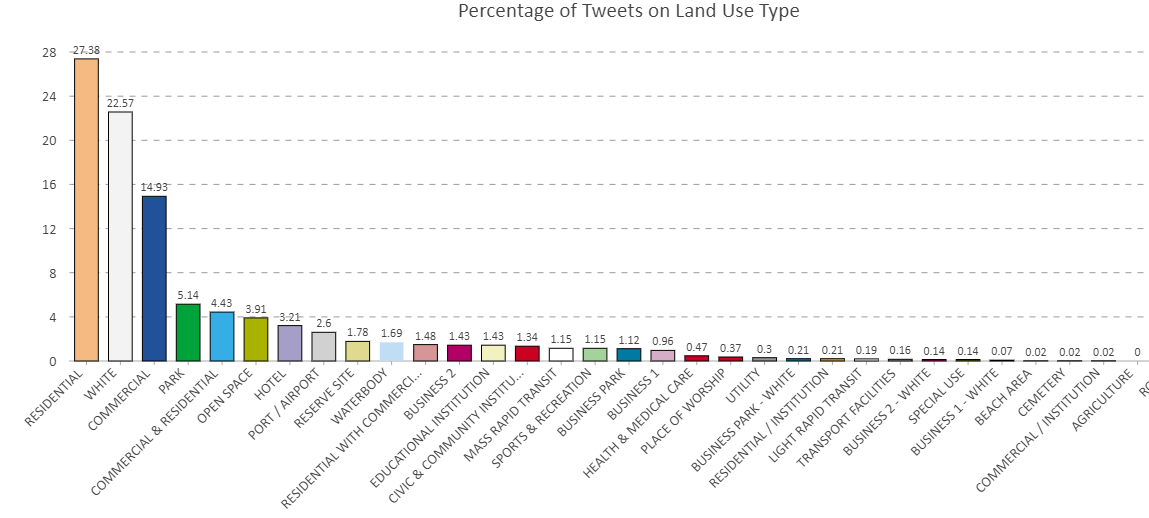 Percentage of Tweets on Land Use Type
28
24
20
16
12
8
4
0
27.38
22.57
14.93
5.14
4.43
3.91
3.21
2.6
1.78
1.69
1.48
1.43
1.43
1.34
1.15
1.15
1.12
0.96
0.47
0.37
0.3
0.21
0.21
0.19
0.16
0.14
0.14
0.07
0.02
0.02
0.02
0
RESIDENTIAL
WHITE
COMMERCIAL
PARK
COMMERCIAL & RESIDENTIAL
OPEN SPACE
HOTEL
PORT / AIRPORT
RESERVE SITE
WATERBODY
RESIDENTIAL WITH COMMERCI...
BUSINESS 2
EDUCATIONAL INSTITUTION
CIVIC & COMMUNITY INSTITU...
MASS RAPID TRANSIT
SPORTS & RECREATION
BUSINESS PARK
BUSINESS 1
HEALTH & MEDICAL CARE
PLACE OF WORSHIP
UTILITY
BUSINESS PARK - WHITE
RESIDENTIAL / INSTITUTION
LIGHT RAPID TRANSIT
TRANSPORT FACILITIES
BUSINESS 2 - WHITE
SPECIAL USE
BUSINESS 1 - WHITE
BEACH AREA
CEMETERY
COMMERCIAL / INSTITUTION
AGRICULTURE